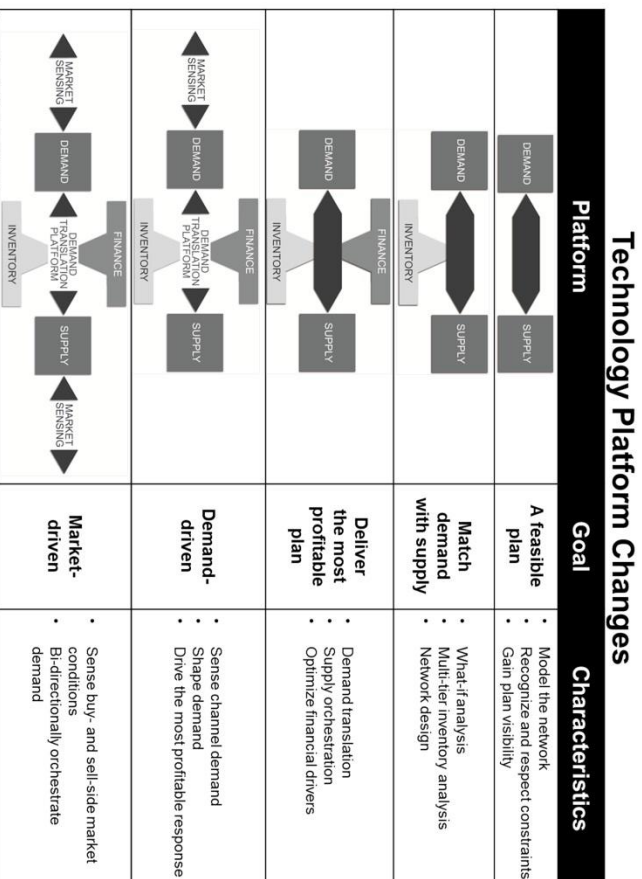 Technology Platform Changes
Platform
Goal
Characteristics
DEMAND
SUPPLY
A feasible
plan
• Model the network
• Recognize and respect constraints
• Gain plan visibility
DEMAND
SUPPLY
INVENTORY
Match
demand
with supply
• What-if analysis
• Multi-tier inventory analysis
• Network design
FINANCE
DEMAND
SUPPLY
INVENTORY
Deliver
the most
profitable
plan
• Demand translation
• Supply orchestration
• Optimize financial drivers
FINANCE
MARKET
SENSING
DEMAND
DEMAND
TRANSLATION
PLATFORM
SUPPLY
INVENTORY
Demand-
driven
• Sense channel demand
• Shape demand
• Drive the most profitable response
FINANCE
MARKET
SENSING
DEMAND
DEMAND
TRANSLATION
PLATFORM
SUPPLY
MARKET
SENSING
INVENTORY
Market-
driven
• Sense buy- and sell-side market
conditions
• Bi-directionally orchestrate
demand